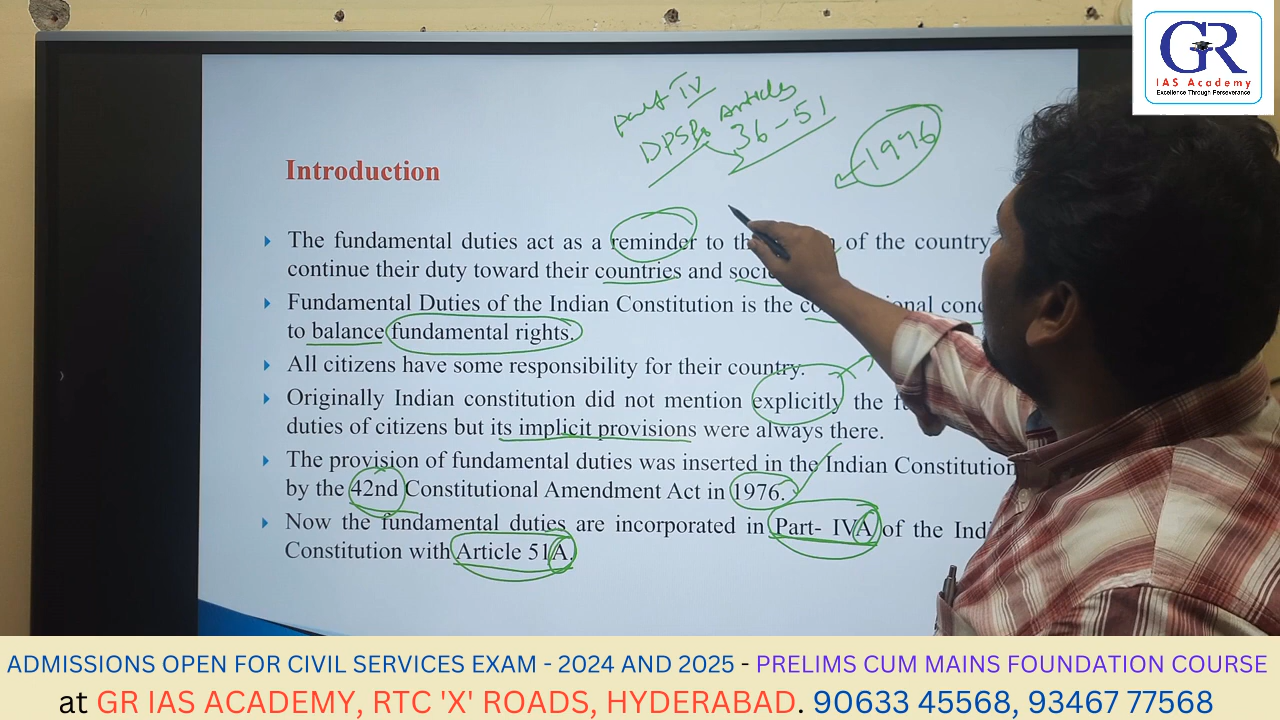 GR
IAS Academy
Excellence Through Perseverance
Part IV
DPSPs Articles
36-51
1996
Introduction
The fundamental duties act as a reminder to of the country
continue their duty toward their countries and
Fundamental Duties of the Indian Constitution is the
to balance fundamental rights.
All citizens have some responsibility for their country.
Originally Indian constitution did not mention explicitly the
duties of citizens but its implicit provisions were always there.
The provision of fundamental duties was inserted in the Indian Constitution
by the 42nd Constitutional Amendment Act in 1976.
Now the fundamental duties are incorporated in Part- IVA of the
Constitution with Article 51A.
ADMISSIONS OPEN FOR CIVIL SERVICES EXAM - 2024 AND 2025 - PRELIMS CUM MAINS FOUNDATION COURSE
at GR IAS ACADEMY, RTC 'X' ROADS, HYDERABAD. 90633 45568, 93467 77568